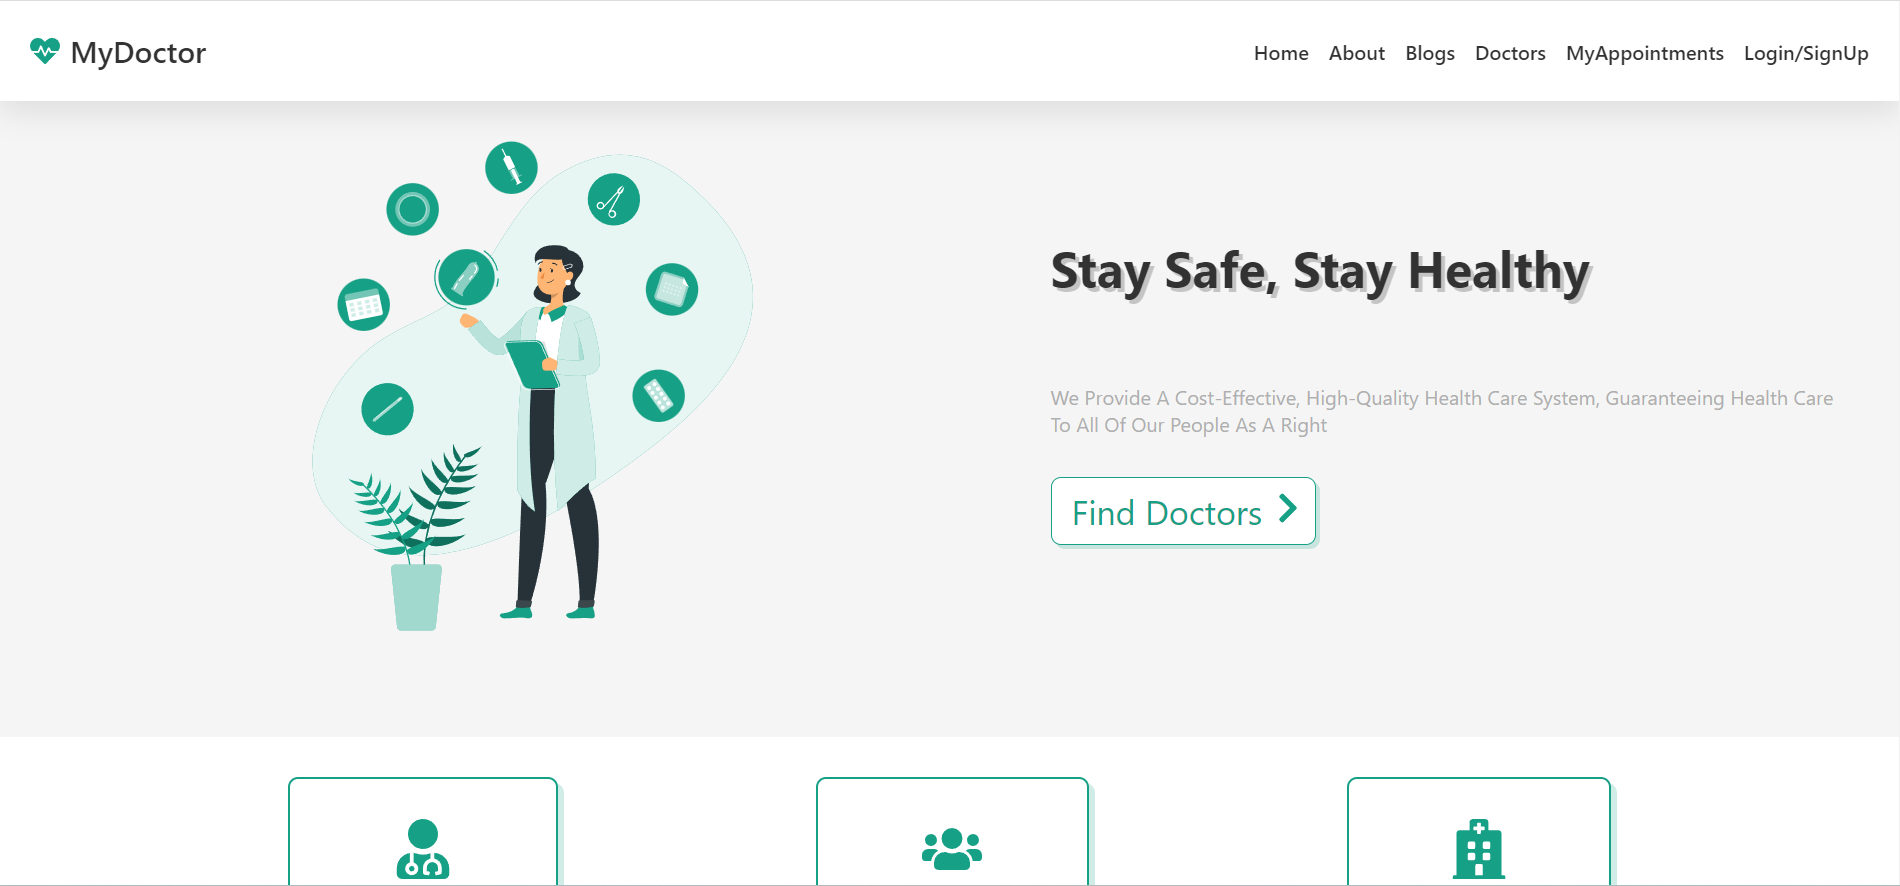 MyDoctor
Home About Blogs Doctors MyAppointments Login/SignUp
Stay Safe, Stay Healthy
We Provide A Cost-Effective, High-Quality Health Care System, Guaranteeing Health Care
To All Of Our People As A Right
Find Doctors